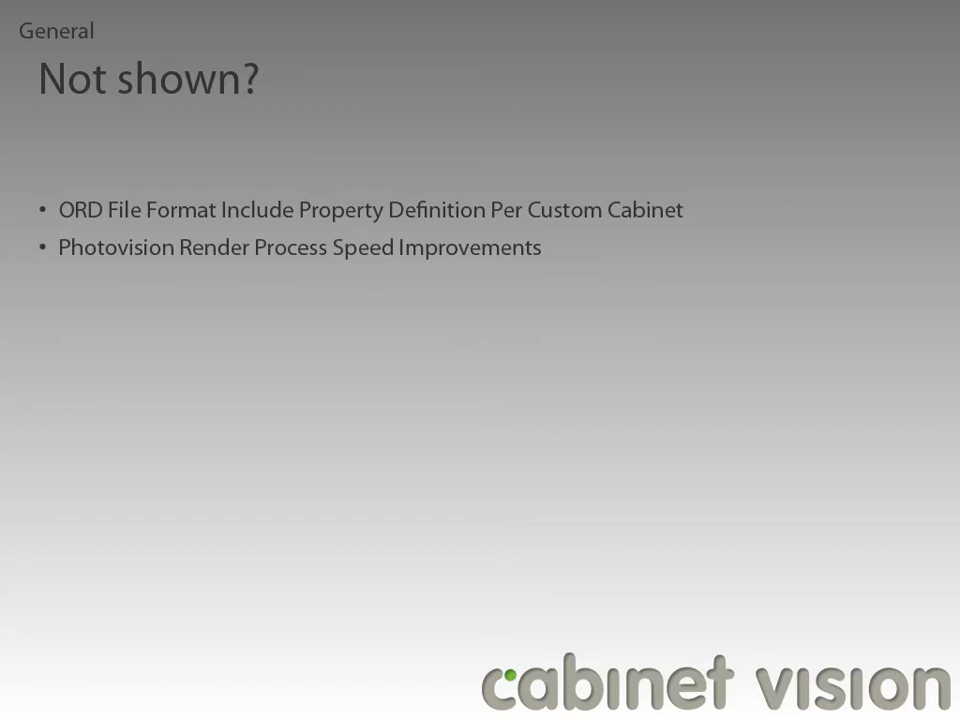 General
Not shown?
• ORD File Format Include Property Definition Per Custom Cabinet
• Photovision Render Process Speed Improvements
cabinet vision